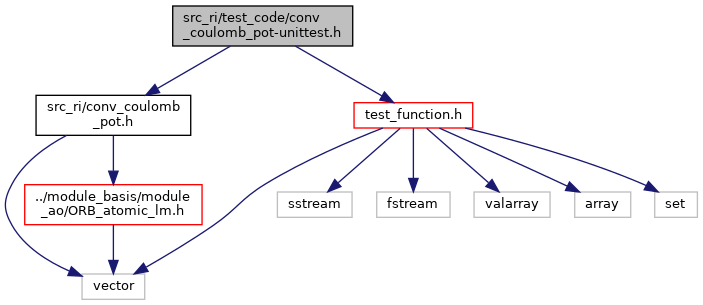 src_ri/test_code/conv
_coulomb_pot-unittest.h
src_ri/conv_coulomb
_pot.h
test_function.h
../module_basis/module
_ao/ORB_atomic_lm.h
sstream
fstream
valarray
array
set
vector